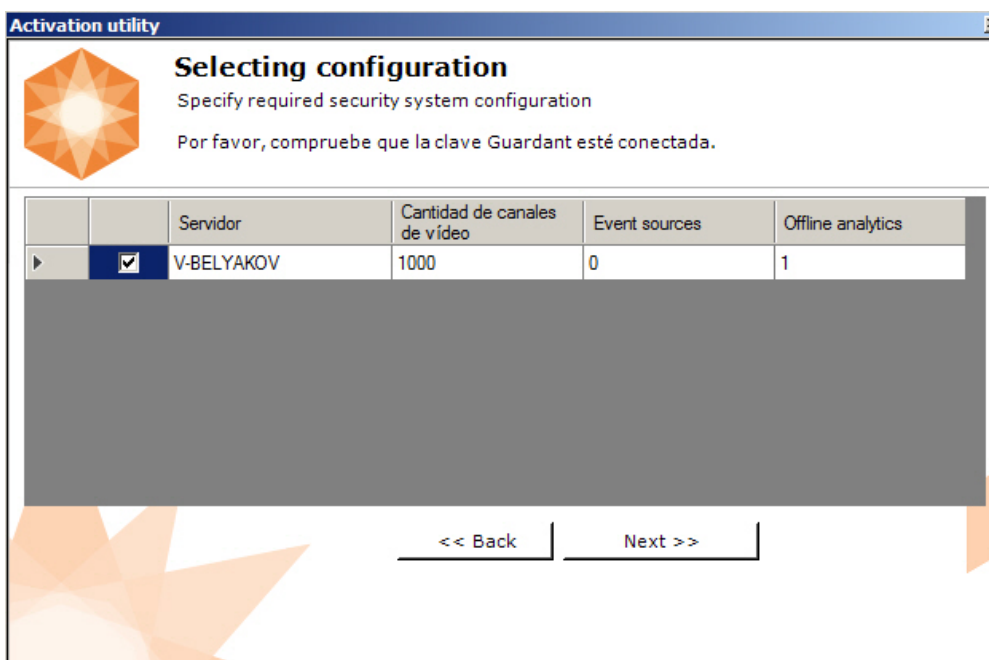 Activation utility
Selecting configuration
Specify required security system configuration
Por favor, compruebe que la clave Guardant esté conectada.
Servidor
Cantidad de canales
de vídeo
Event sources
Offline analytics
V-BELYAKOV
1000
0
1
<< Back
Next >>